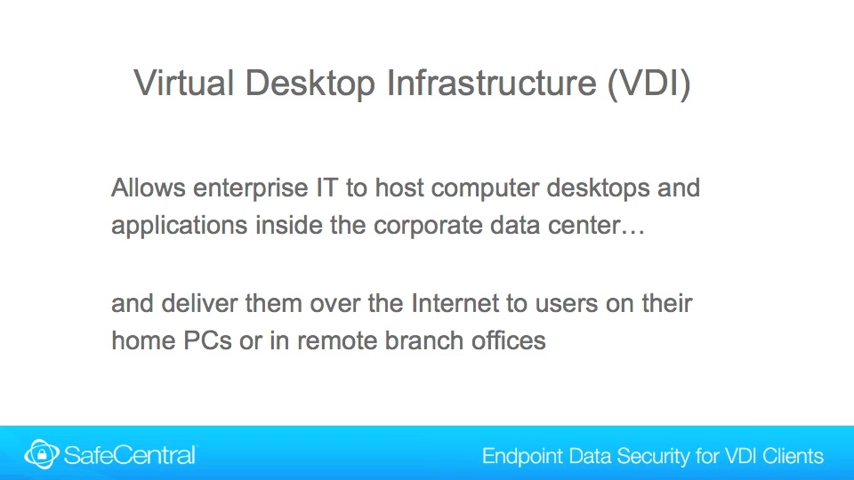 Virtual Desktop Infrastructure (VDI)
Allows enterprise IT to host computer desktops and
applications inside the corporate data center…
and deliver them over the Internet to users on their
home PCs or in remote branch offices
SafeCentral
Endpoint Data Security for VDI Clients